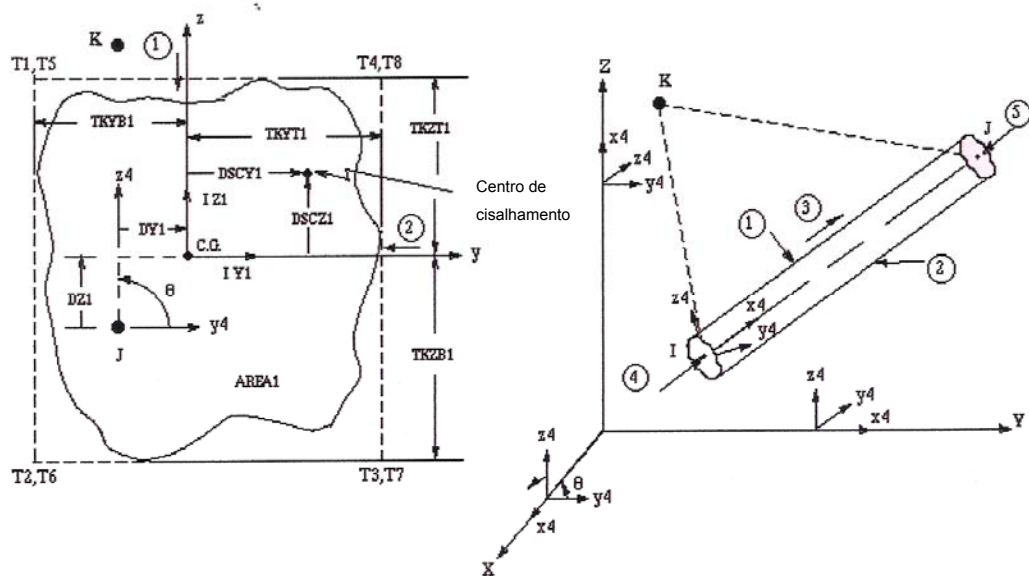 z
K
1
T1,T5
T4,T8
TKYB1
TKYT1
TKZT1
DSCY1
z4
IZ1
DSCZ1
Centro de
cisalhamento
2
DY1
C.G.
y
IY1
DZ1
θ
y4
J
TKZB1
AREA1
T2,T6
T3,T7
Z
K
x4
z4
y4
J
5
3
1
2
z4
x4
y4
I
4
z4
y4
x4
Y
z4
θ
y4
x4
X